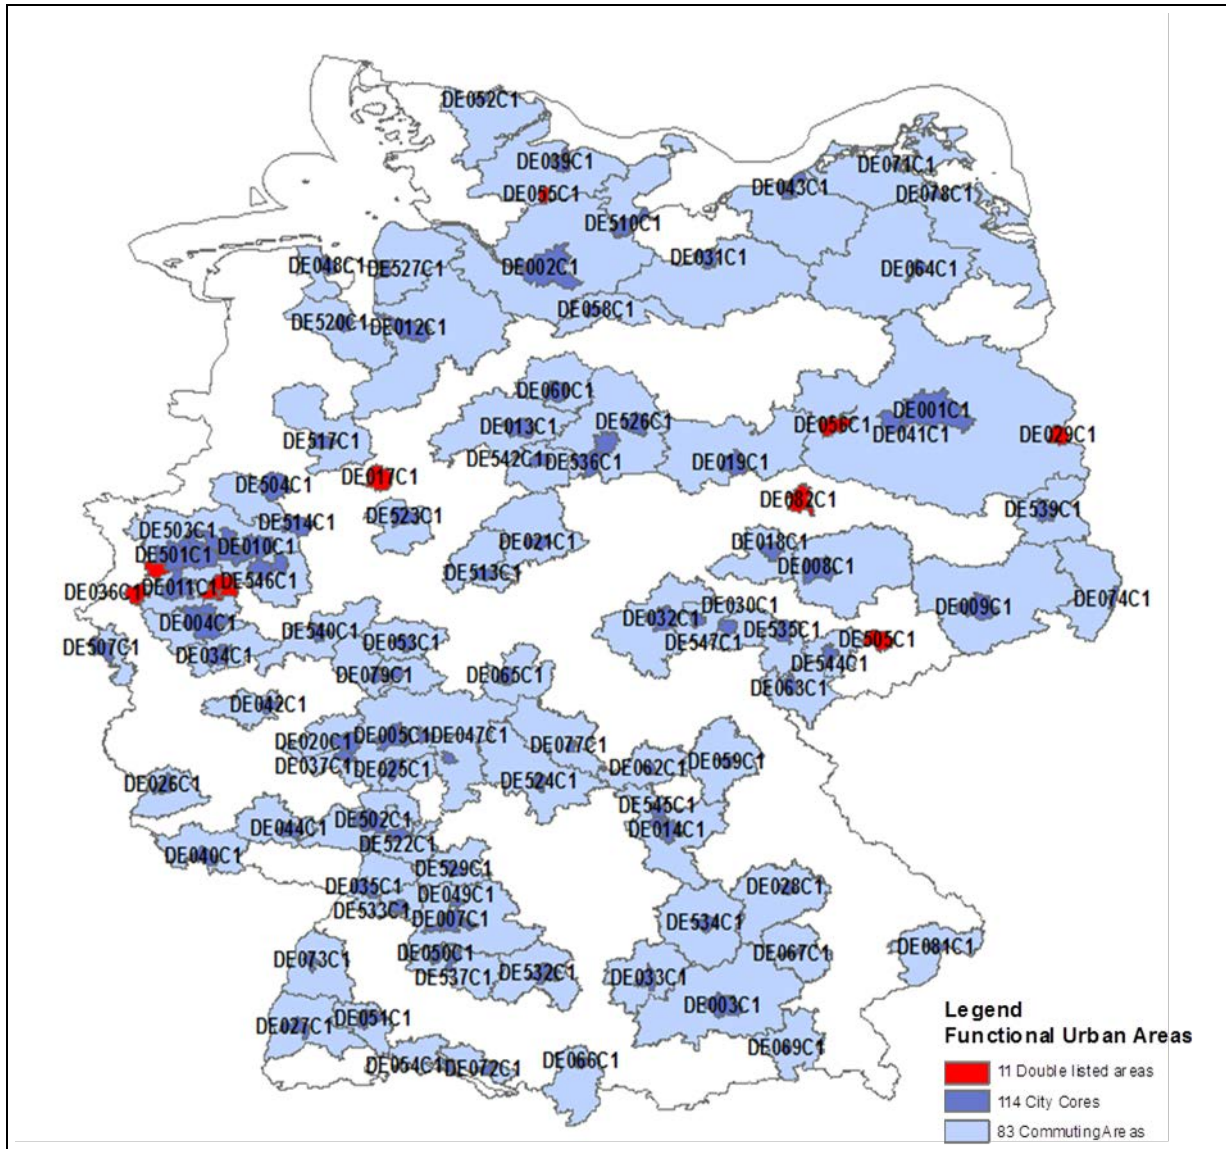 DE052C1
DE039C1
DE071C1
DE043C1
DE055C1
DE078C1
DE510C1
DE031C1
DE048C1
DE527C1
DE002C1
DE064C1
DE058C1
DE520C1
DE012C1
DE060C1
DE001C1
DE526C1
DE013C1
DE056C1
DE041C1
DE029C1
DE517C1
DE542C1
DE536C1
DE019C1
DE017C1
DE504C1
DE082C1
DE539C1
DE523C1
DE514C1
DE503C1
DE501C1
DE010C1
DE021C1
DE018C1
DE008C1
DE513C1
DE546C1
DE011C1
DE036C1
DE074C1
DE009C1
DE030C1
DE032C1
DE004C1
DE540C1
DE535C1
DE547C1
DE505C1
DE053C1
DE507C1
DE034C1
DE544C1
DE079C1
DE065C1
DE063C1
DE042C1
DE005C1
DE047C1
DE020C1
DE077C1
DE037C1
DE025C1
DE062C1
DE059C1
DE026C1
DE524C1
DE545C1
DE044C1
DE502C1
DE014C1
DE522C1
DE040C1
DE529C1
DE035C1
DE049C1
DE028C1
DE533C1
DE007C1
DE534C1
DE081C1
DE050C1
DE067C1
DE073C1
DE537C1
DE532C1
DE033C1
DE003C1
DE051C1
DE027C1
DE069C1
DE054C1
DE072C1
DE066C1
Legend
Functional Urban Areas
11 Double listed areas
114 City Cores
83 Commuting Areas